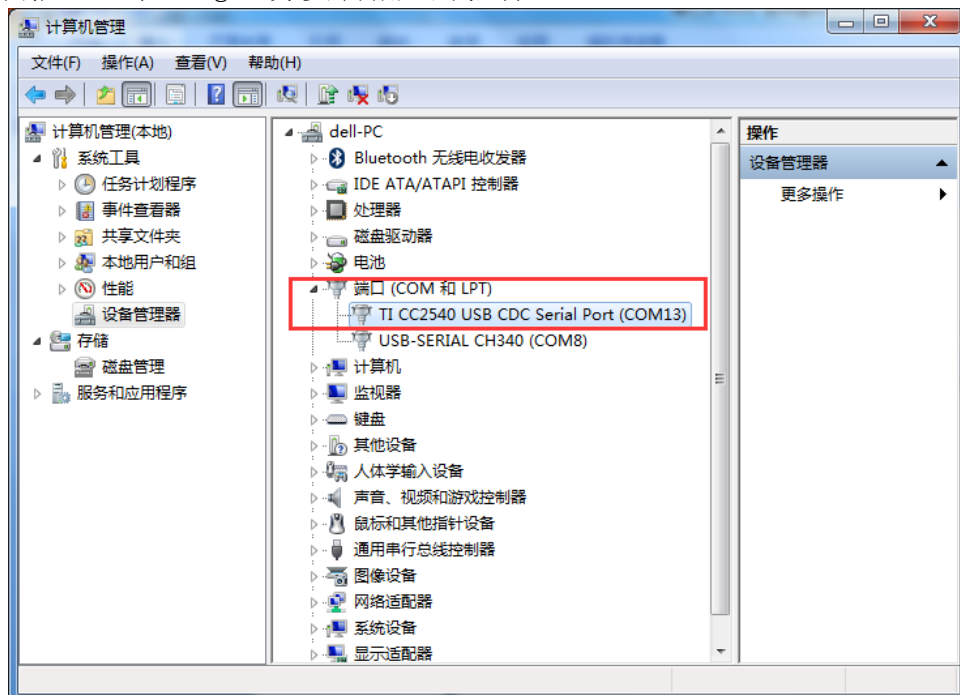 计算机管理
文件(F) 操作(A) 查看(V) 帮助(H)
计算机管理(本地)
系统工具
任务计划程序
事件查看器
共享文件夹
本地用户和组
性能
设备管理器
存储
磁盘管理
服务和应用程序
dell-PC
Bluetooth 无线电收发器
IDE ATA/ATAPI 控制器
处理器
磁盘驱动器
电池
端口 (COM 和 LPT)
TI CC2540 USB CDC Serial Port (COM13)
USB-SERIAL CH340 (COM8)
计算机
监视器
键盘
其他设备
人体学输入设备
声音、视频和游戏控制器
鼠标和其他指针设备
通用串行总线控制器
图像设备
网络适配器
系统设备
显示适配器
操作
设备管理器
更多操作